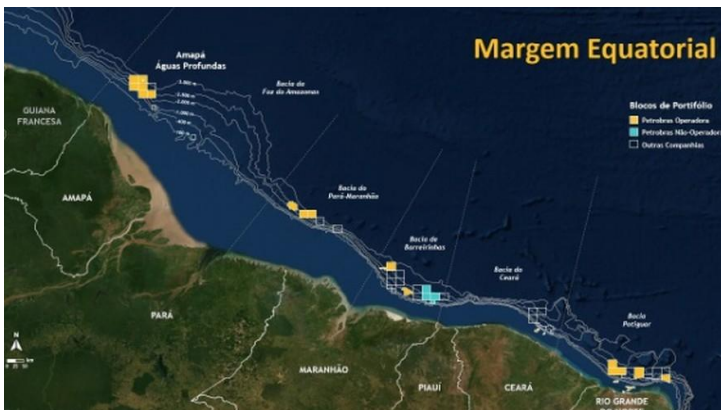 Margem Equatorial
Amapá
Águas Profundas
Bacia da
Foz do Amazonas
GUIANA
FRANCESA
Blocos de Portifólio
Petrobras Operadora
Petrobras Não-Operadora
Outras Companhias
AMAPÁ
Bacia do
Pará-Maranhão
Bacia de
Barreirinhas
Bacia do
Ceará
Bacia
Potiguar
PARÁ
N
MARANHÃO
PIAUÍ
CEARÁ
RIO GRANDE